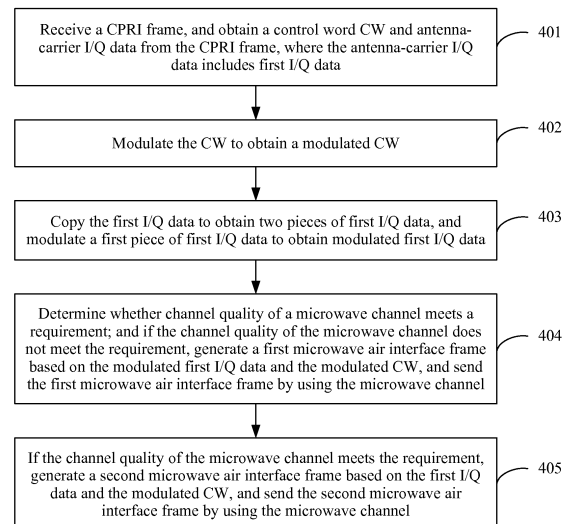 Receive a CPRI frame, and obtain a control word CW and antenna-
carrier I/Q data from the CPRI frame, where the antenna-carrier I/Q
data includes first I/Q data
401
Modulate the CW to obtain a modulated CW
402
Copy the first I/Q data to obtain two pieces of first I/Q data, and
modulate a first piece of first I/Q data to obtain modulated first I/Q data
403
Determine whether channel quality of a microwave channel meets a
requirement; and if the channel quality of the microwave channel does
not meet the requirement, generate a first microwave air interface frame
based on the modulated first I/Q data and the modulated CW, and send
the first microwave air interface frame by using the microwave channel
404
If the channel quality of the microwave channel meets the requirement,
generate a second microwave air interface frame based on the first I/Q
data and the modulated CW, and send the second microwave air
interface frame by using the microwave channel
405